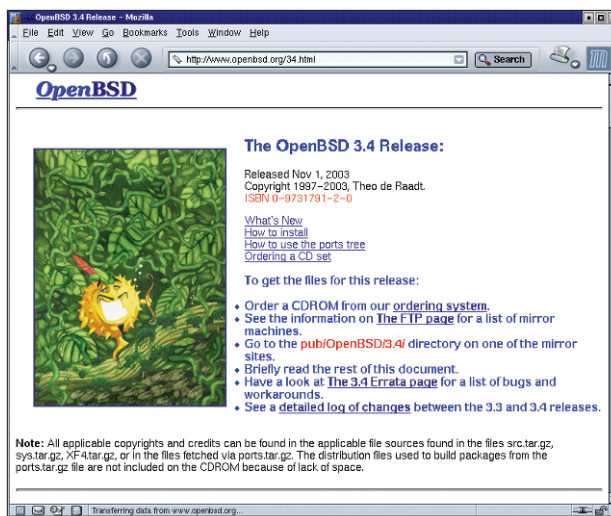 OpenBSD 3.4 Release - Mozilla
File Edit View Go Bookmarks Tools Window Help
http://www.openbsd.org/34.html
Search
OpenBSD
The OpenBSD 3.4 Release:
Released Nov 1, 2003
Copyright 1997-2003, Theo de Raadt.
ISBN 0-9731791-2-0
What's New
How to install
How to use the ports tree
Ordering a CD set
To get the files for this release:
Order a CDROM from our ordering system.
See the information on The FTP page for a list of mirror
machines.
Go to the pub/OpenBSD/3.4/ directory on one of the mirror
sites.
Briefly read the rest of this document.
Have a look at The 3.4 Errata page for a list of bugs and
workarounds.
See a detailed log of changes between the 3.3 and 3.4 releases.
Note: All applicable copyrights and credits can be found in the applicable file sources found in the files src.tar.gz,
sys.tar.gz, XF4.tar.gz, or in the files fetched via ports.tar.gz. The distribution files used to build packages from the
ports.tar.gz file are not included on the CDROM because of lack of space.
Transferring data from www.openbsd.org...